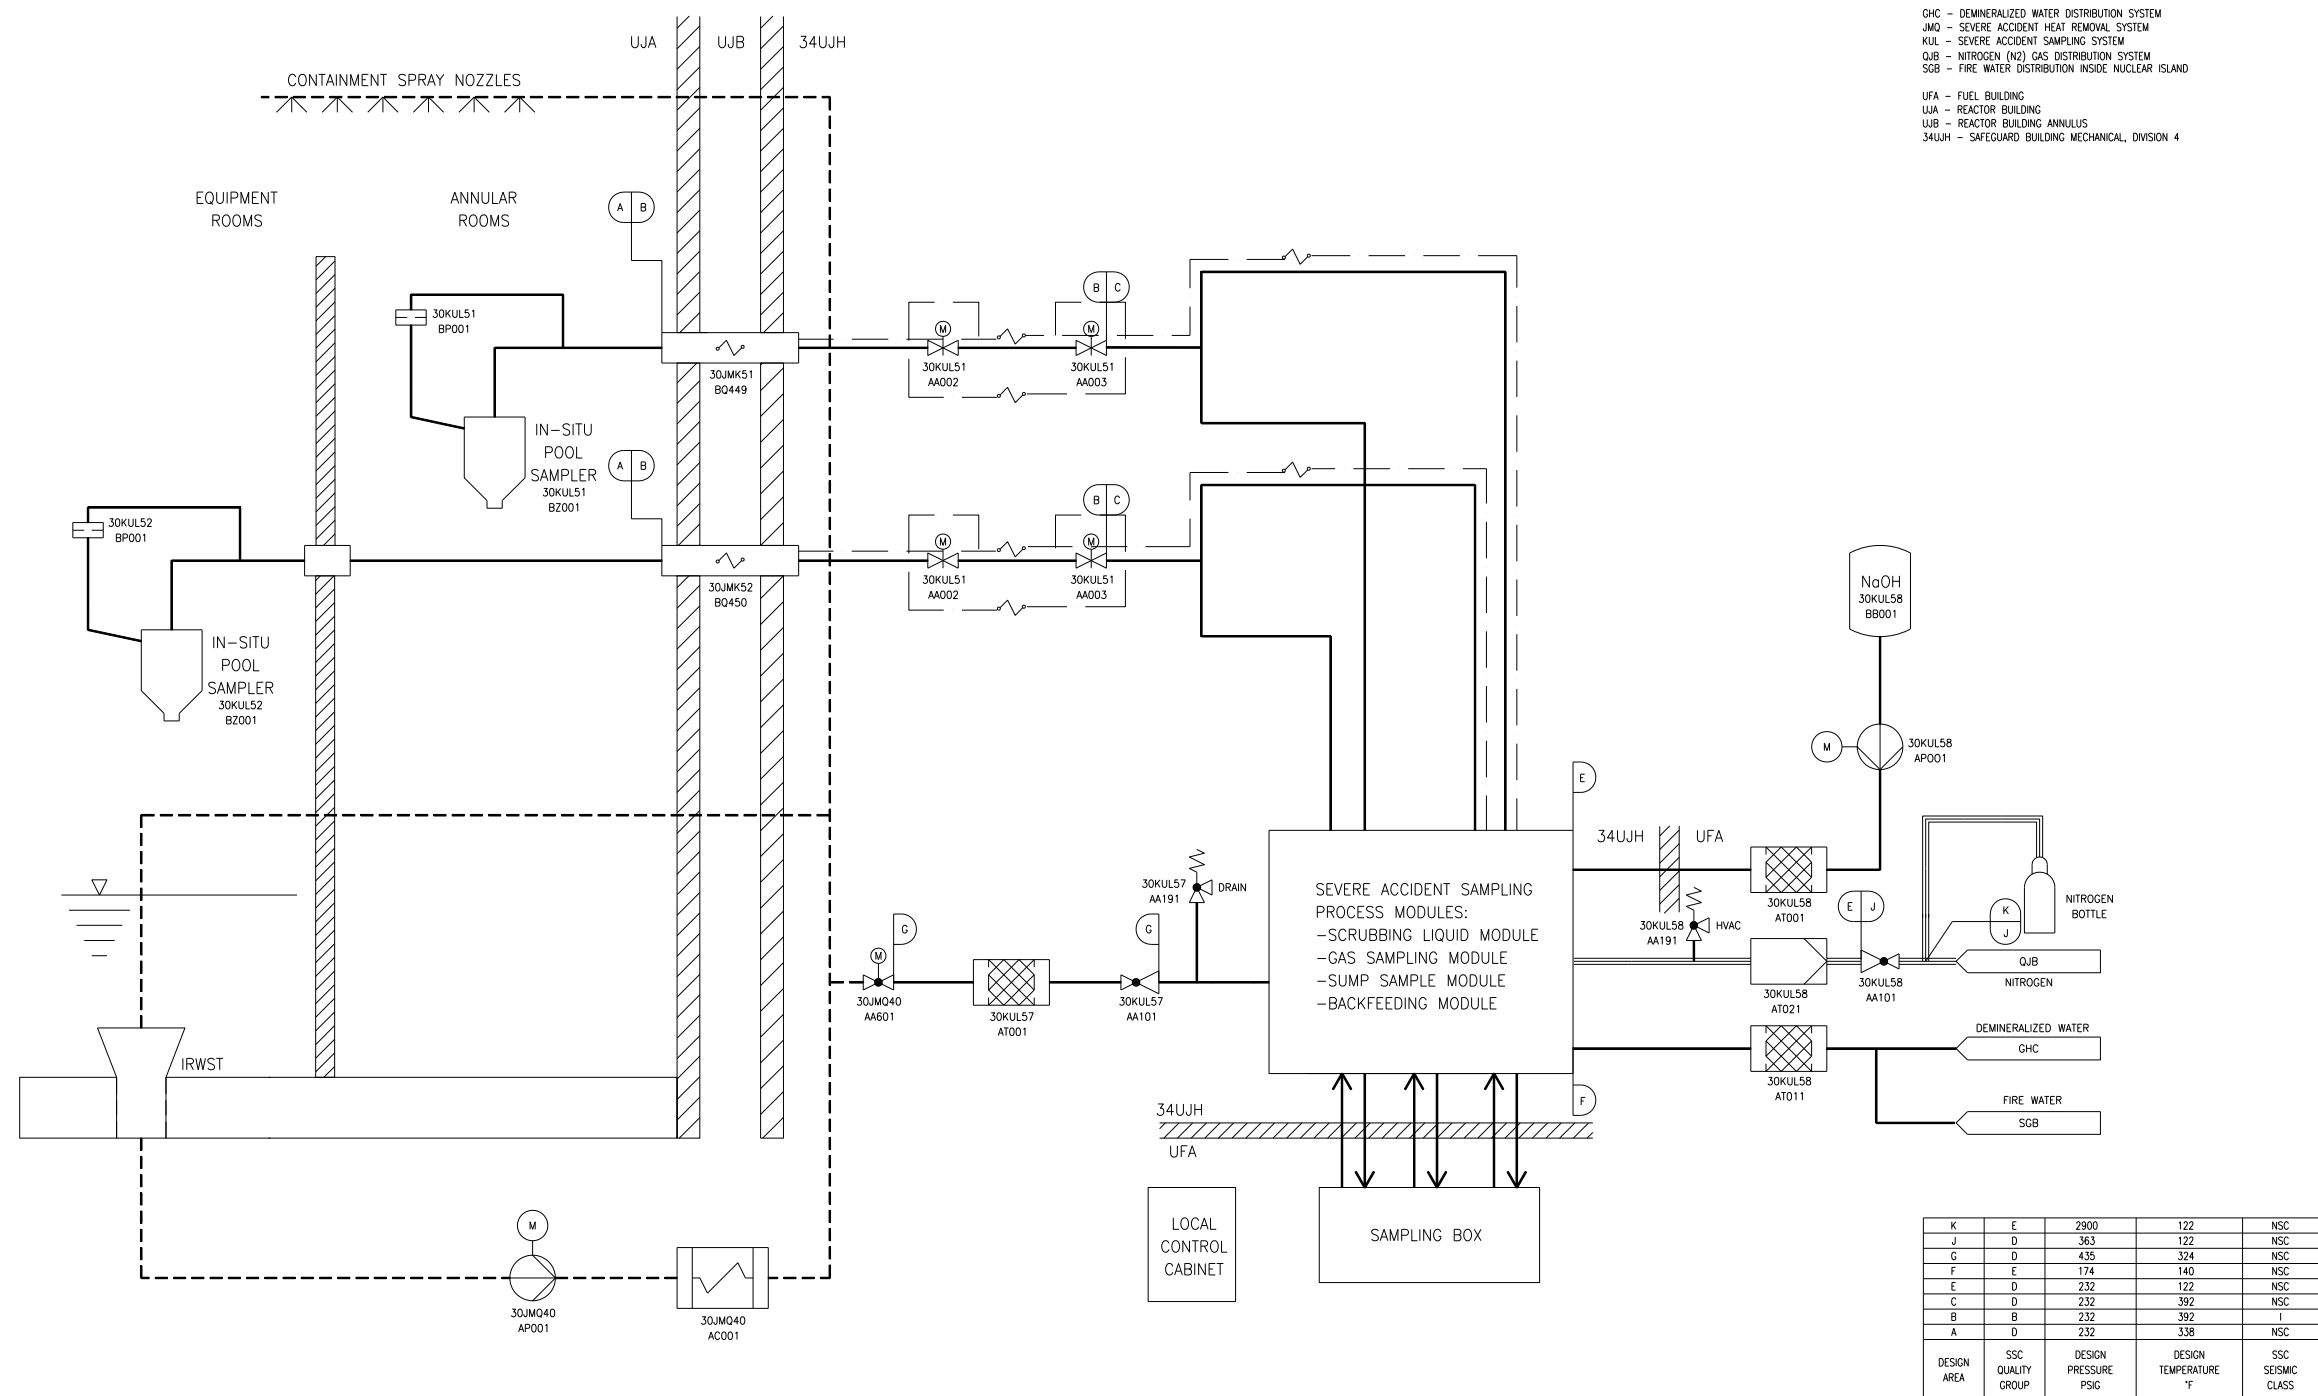 GHC - DEMINERALIZED WATER DISTRIBUTION SYSTEM
JMQ - SEVERE ACCIDENT HEAT REMOVAL SYSTEM
KUL - SEVERE ACCIDENT SAMPLING SYSTEM
QJB - NITROGEN (N2) GAS DISTRIBUTION SYSTEM
SGB - FIRE WATER DISTRIBUTION INSIDE NUCLEAR ISLAND
UFA - FUEL BUILDING
UJA - REACTOR BUILDING
UJB - REACTOR BUILDING ANNULUS
34UJH - SAFEGUARD BUILDING MECHANICAL, DIVISION 4
UJA
UJB
34UJH
CONTAINMENT SPRAY NOZZLES
EQUIPMENT
ROOMS
ANNULAR
ROOMS
A B
30KUL51
BP001
30JMK51
BQ449
M
30KUL51
AA002
B C
M
30KUL51
AA003
IN-SITU
POOL
SAMPLER
30KUL51
BZ001
A B
30KUL52
BP001
30JMK52
BQ450
M
30KUL51
AA002
B C
M
30KUL51
AA003
IN-SITU
POOL
SAMPLER
30KUL52
BZ001
NaOH
30KUL58
BB001
M
30KUL58
AP001
E
34UJH
UFA
30KUL58
AT001
30KUL57
AA191
DRAIN
G
M
30JMQ40
AA601
30KUL57
AT001
G
30KUL57
AA101
SEVERE ACCIDENT SAMPLING
PROCESS MODULES:
-SCRUBBING LIQUID MODULE
-GAS SAMPLING MODULE
-SUMP SAMPLE MODULE
-BACKFEEDING MODULE
30KUL58
AA191
HVAC
E J
K
J
NITROGEN
BOTTLE
30KUL58
AT021
30KUL58
AA101
QJB
NITROGEN
DEMINERALIZED WATER
GHC
30KUL58
AT011
FIRE WATER
SGB
F
IRWST
34UJH
UFA
LOCAL
CONTROL
CABINET
SAMPLING BOX
M
30JMQ40
AP001
30JMQ40
AC001
K E 2900 122 NSC
J D 363 122 NSC
G D 435 324 NSC
F E 174 140 NSC
E D 232 122 NSC
C D 232 392 NSC
B B 232 392 I
A D 232 338 NSC
DESIGN
AREA
SSC
QUALITY
GROUP
DESIGN
PRESSURE
PSIG
DESIGN
TEMPERATURE
°F
SSC
SEISMIC
CLASS